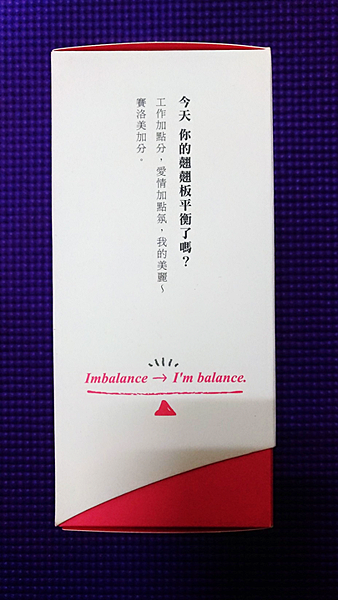 今天 你的翹翹板平衡了嗎？
工作加點分，愛情加點氛，我的美麗～
賽洛美加分。
Imbalance → I'm balance.